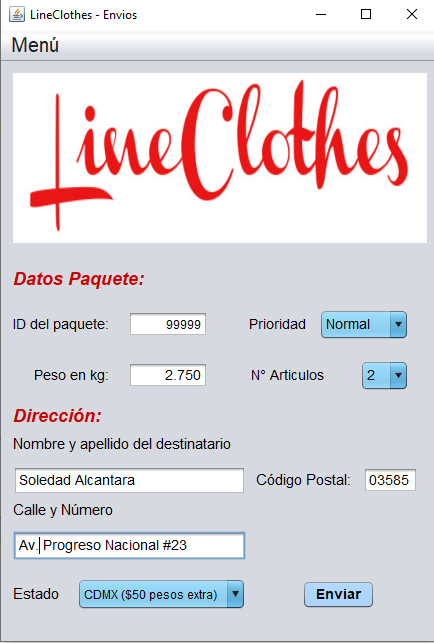 LineClothes - Envios
Menú
LineClothes
Datos Paquete:
ID del paquete: 99999 Prioridad Normal
Peso en kg: 2.750 N° Articulos 2
Dirección:
Nombre y apellido del destinatario
Soledad Alcantara Código Postal: 03585
Calle y Número
Av. Progreso Nacional #23
Estado CDMX ($50 pesos extra) Enviar